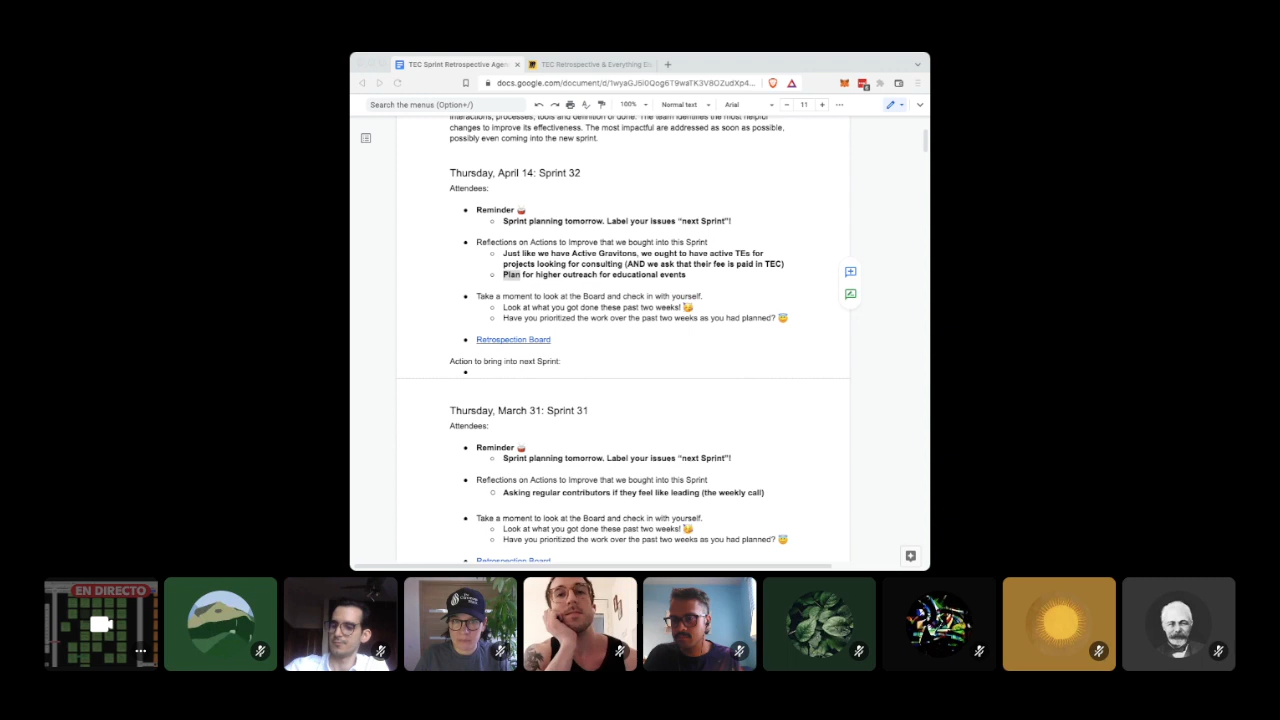 TEC Sprint Retrospective Agen
TEC Retrospective & Everything El
docs.google.com/document/d/1wyaGJ5i0Qog6T9waTK3V8OZudXp4...
Search the menus (Option+/)
100%
Normal text
Arial
11
interactions, processes, tools and definition of done. The team identifies the most helpful
changes to improve its effectiveness. The most impactful are addressed as soon as possible,
possibly even coming into the new sprint.
Thursday, April 14: Sprint 32
Attendees:
Reminder
Sprint planning tomorrow. Label your issues “next Sprint”!
Reflections on Actions to Improve that we bought into this Sprint
Just like we have Active Gravitons, we ought to have active TEs for
projects looking for consulting (AND we ask that their fee is paid in TEC)
Plan for higher outreach for educational events
Take a moment to look at the Board and check in with yourself.
Look at what you got done these past two weeks! 🥰
Have you prioritized the work over the past two weeks as you had planned? 😇
Retrospection Board
Action to bring into next Sprint:
Thursday, March 31: Sprint 31
Attendees:
Reminder
Sprint planning tomorrow. Label your issues “next Sprint”!
Reflections on Actions to Improve that we bought into this Sprint
Asking regular contributors if they feel like leading (the weekly call)
Take a moment to look at the Board and check in with yourself.
Look at what you got done these past two weeks! 🥰
Have you prioritized the work over the past two weeks as you had planned? 😇
Retrospection Board
EN DIRECTO